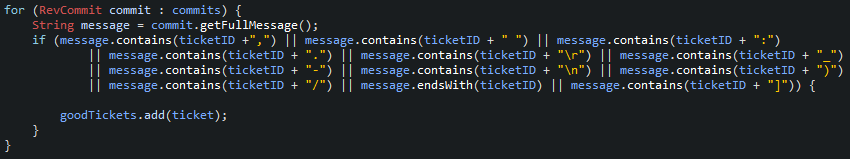 for (RevCommit commit : commits) {
    String message = commit.getFullMessage();
    if (message.contains(ticketID +",") || message.contains(ticketID + " ") || message.contains(ticketID + ":")
            || message.contains(ticketID + ".") || message.contains(ticketID + "\r") || message.contains(ticketID + "_")
            || message.contains(ticketID + "-") || message.contains(ticketID + "\n") || message.contains(ticketID + ")")
            || message.contains(ticketID + "/") || message.endsWith(ticketID) || message.contains(ticketID + "]")) {
        goodTickets.add(ticket);
    }
}